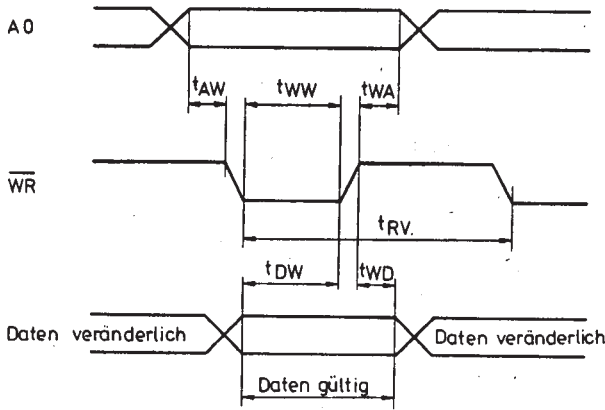 A0
tAW tWW tWA
WR
tRV.
tDW tWD
Daten veränderlich Daten veränderlich
Daten gültig